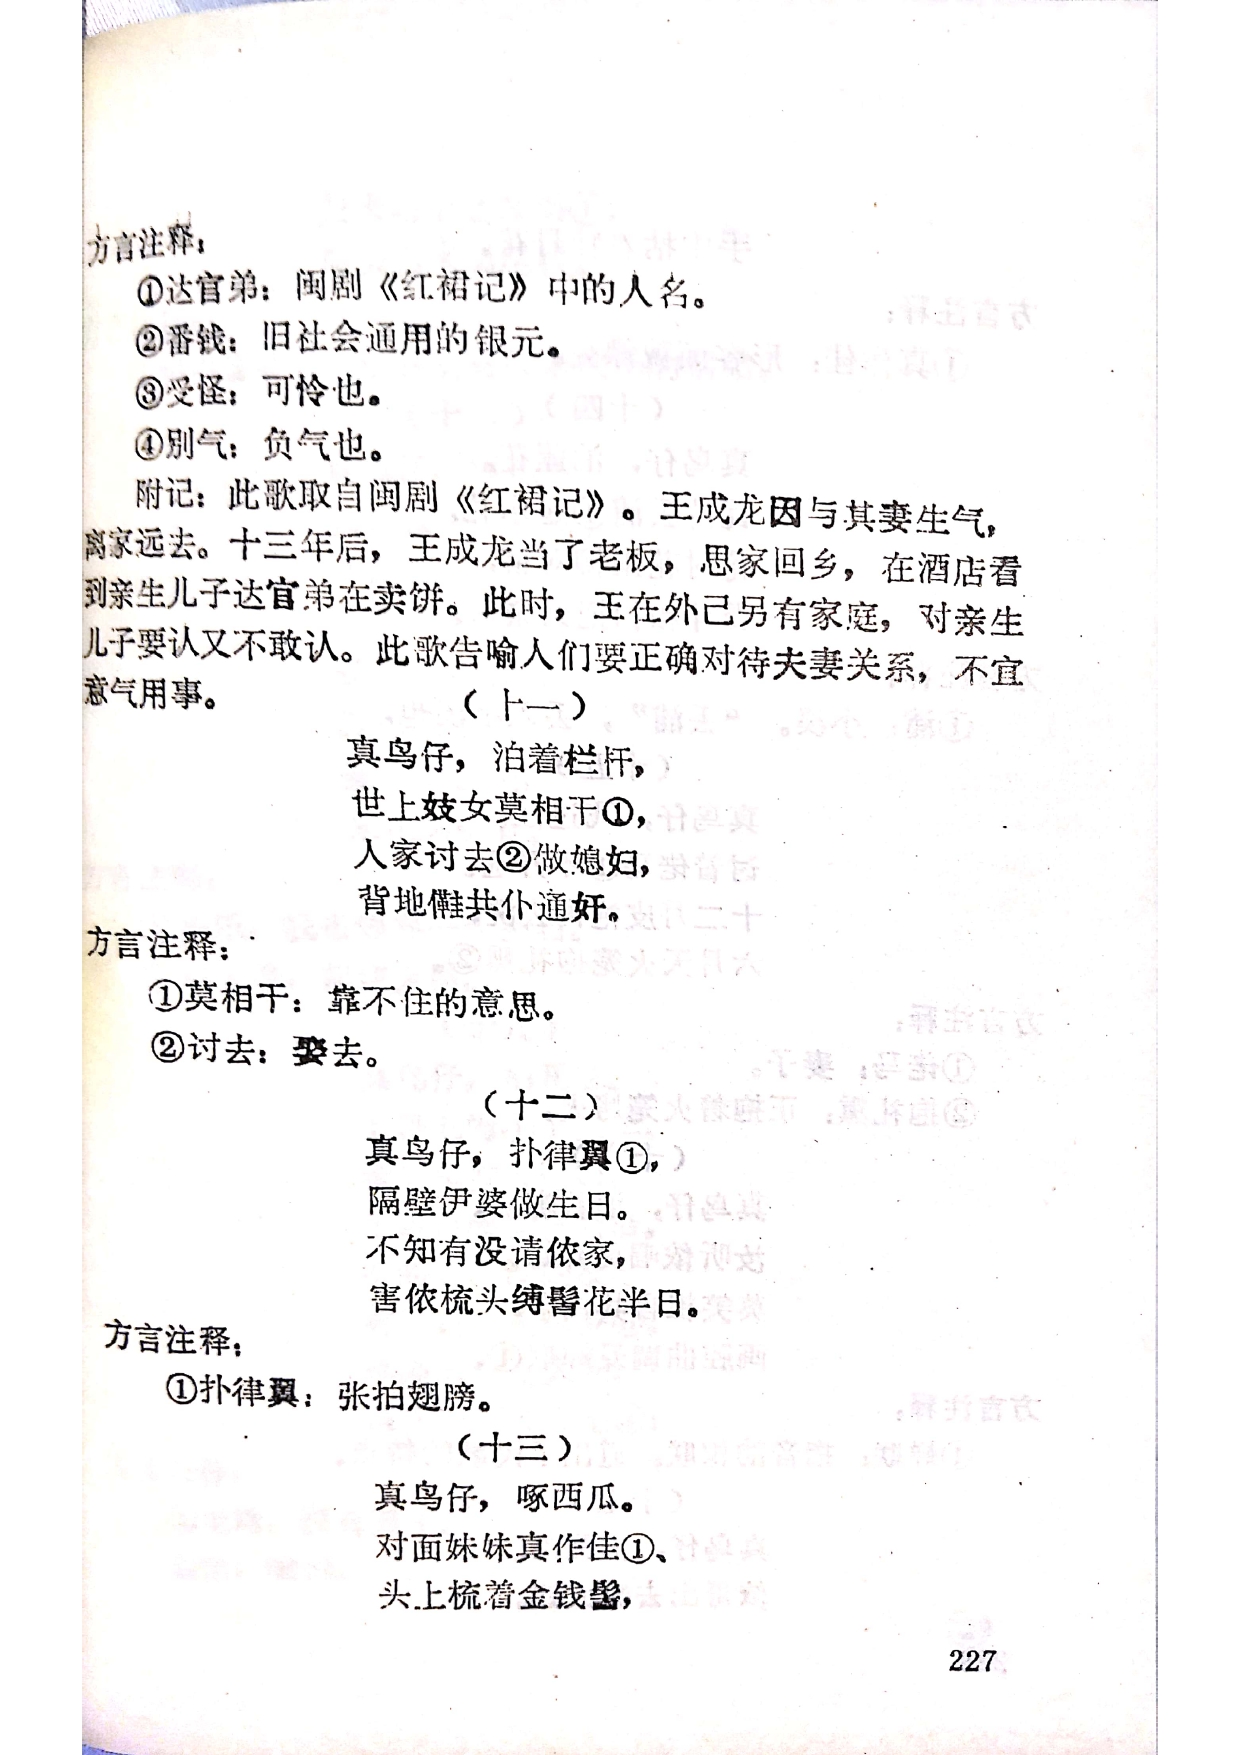 方言注释：
①达官弟：闽剧《红裙记》中的人名。
②番钱：旧社会通用的银元。
③受怪：可怜也。
④别气：负气也。
附记：此歌取自闽剧《红裙记》。王成龙因与其妻生气，
离家远去。十三年后，王成龙当了老板，思家回乡，在酒店看
到亲生儿子达官弟在卖饼。此时，王在外己另有家庭，对亲生
儿子要认又不敢认。此歌告喻人们要正确对待夫妻关系，不宜
意气用事。
（十一）
真鸟仔，泊着栏杆，
世上妓女莫相干①，
人家讨去②做媳妇，
背地共仆通奸。
方言注释：
①莫相干：靠不住的意思。
②讨去：娶去。
（十二）
真鸟仔，扑律翼①，
隔壁伊婆做生日。
不知有没请侬家，
害侬梳头缚髻花半日。
方言注释；
①扑律翼：张拍翅膀。
（十三）
真鸟仔，啄西瓜。
对面妹妹真作佳①、
头上梳着金钱髻，
227